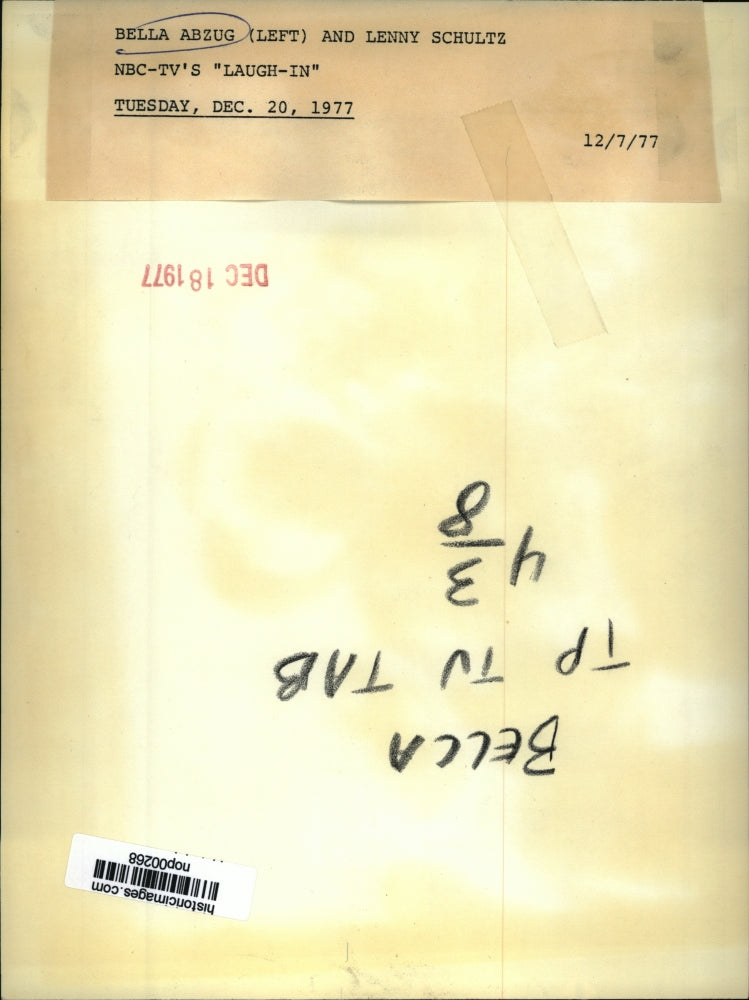 BELLA ABZUG (LEFT) AND LENNY SCHULTZ
NBC-TV'S "LAUGH-IN"
TUESDAY, DEC. 20, 1977
12/7/77
DEC 18 1977
BELLA
TP TV TAB
4 3/8
historicimages.com
nop00268